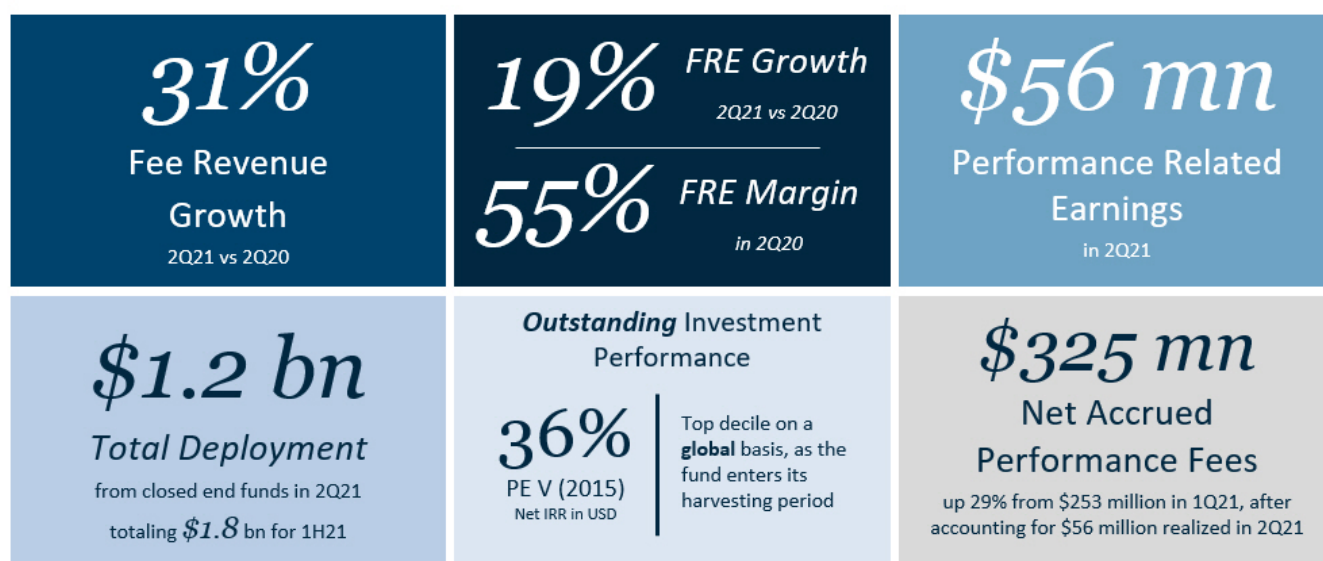 31%
Fee Revenue
Growth
2Q21 vs 2Q20
19% FRE Growth
2Q21 vs 2Q20
55% FRE Margin
in 2Q20
$56 mn
Performance Related
Earnings
in 2Q21
$1.2 bn
Total Deployment
from closed end funds in 2Q21
totaling $1.8 bn for 1H21
Outstanding Investment
Performance
36%
PE V (2015)
Net IRR in USD
Top decile on a
global basis, as the
fund enters its
harvesting period
$325 mn
Net Accrued
Performance Fees
up 29% from $253 million in 1Q21, after
accounting for $56 million realized in 2Q21